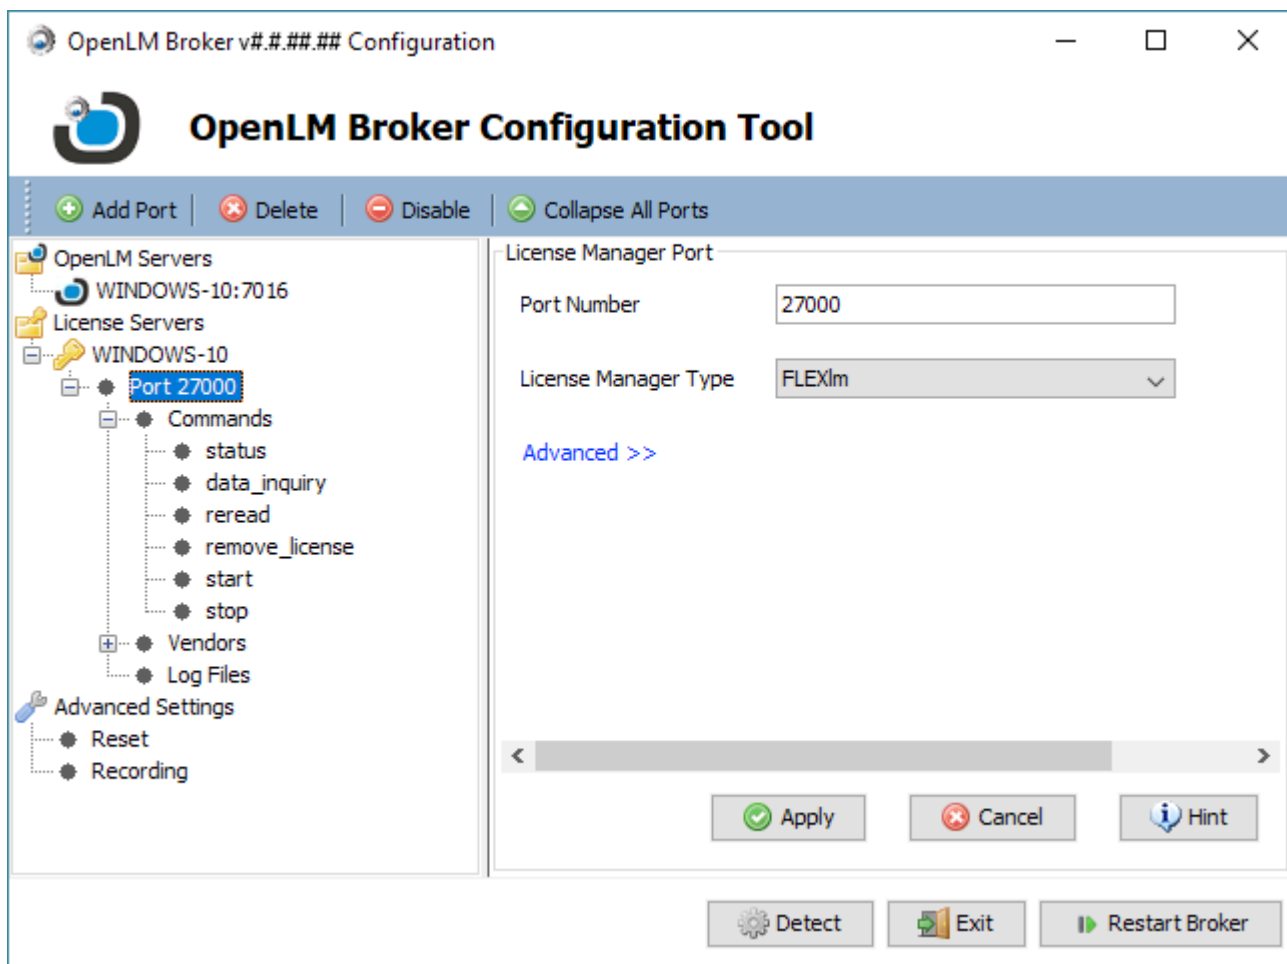 OpenLM Broker v#.#.##.## Configuration
OpenLM Broker Configuration Tool
Add Port Delete Disable Collapse All Ports
OpenLM Servers
WINDOWS-10:7016
License Servers
WINDOWS-10
Port 27000
Commands
status
data_inquiry
reread
remove_license
start
stop
Vendors
Log Files
Advanced Settings
Reset
Recording
License Manager Port
Port Number 27000
License Manager Type FLEXlm
Advanced >>
Apply Cancel Hint
Detect Exit Restart Broker